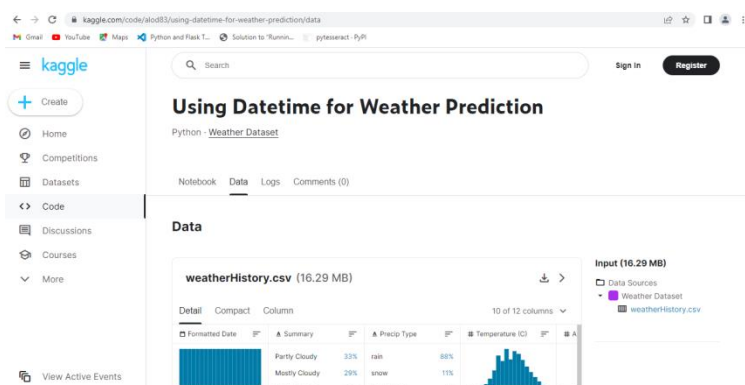 kaggle.com/code/alod83/using-datetime-for-weather-prediction/data
Gmail YouTube Maps Python and Flask T... Solution to "Runnin... pytesseract · PyPI
kaggle
Search
Sign In
Register
Create
Home
Competitions
Datasets
Code
Discussions
Courses
More
View Active Events
Using Datetime for Weather Prediction
Python · Weather Dataset
Notebook Data Logs Comments (0)
Data
weatherHistory.csv (16.29 MB)
Detail Compact Column
10 of 12 columns
Formatted Date Summary Precip Type # Temperature (C) # A
Partly Cloudy 33% rain 88%
Mostly Cloudy 29% snow 11%
Input (16.29 MB)
Data Sources
Weather Dataset
weatherHistory.csv